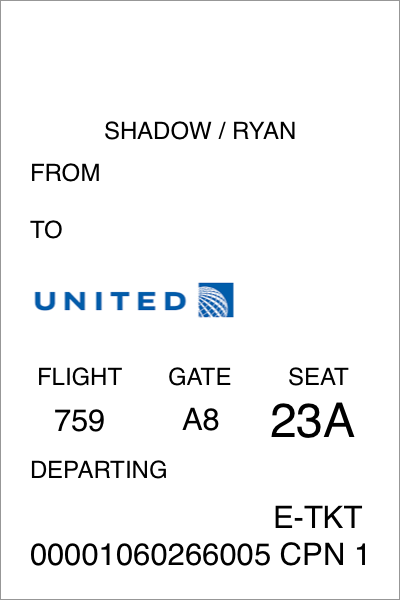 SHADOW / RYAN
FROM
TO
UNITED
FLIGHT GATE SEAT
759 A8 23A
DEPARTING
E-TKT
00001060266005 CPN 1